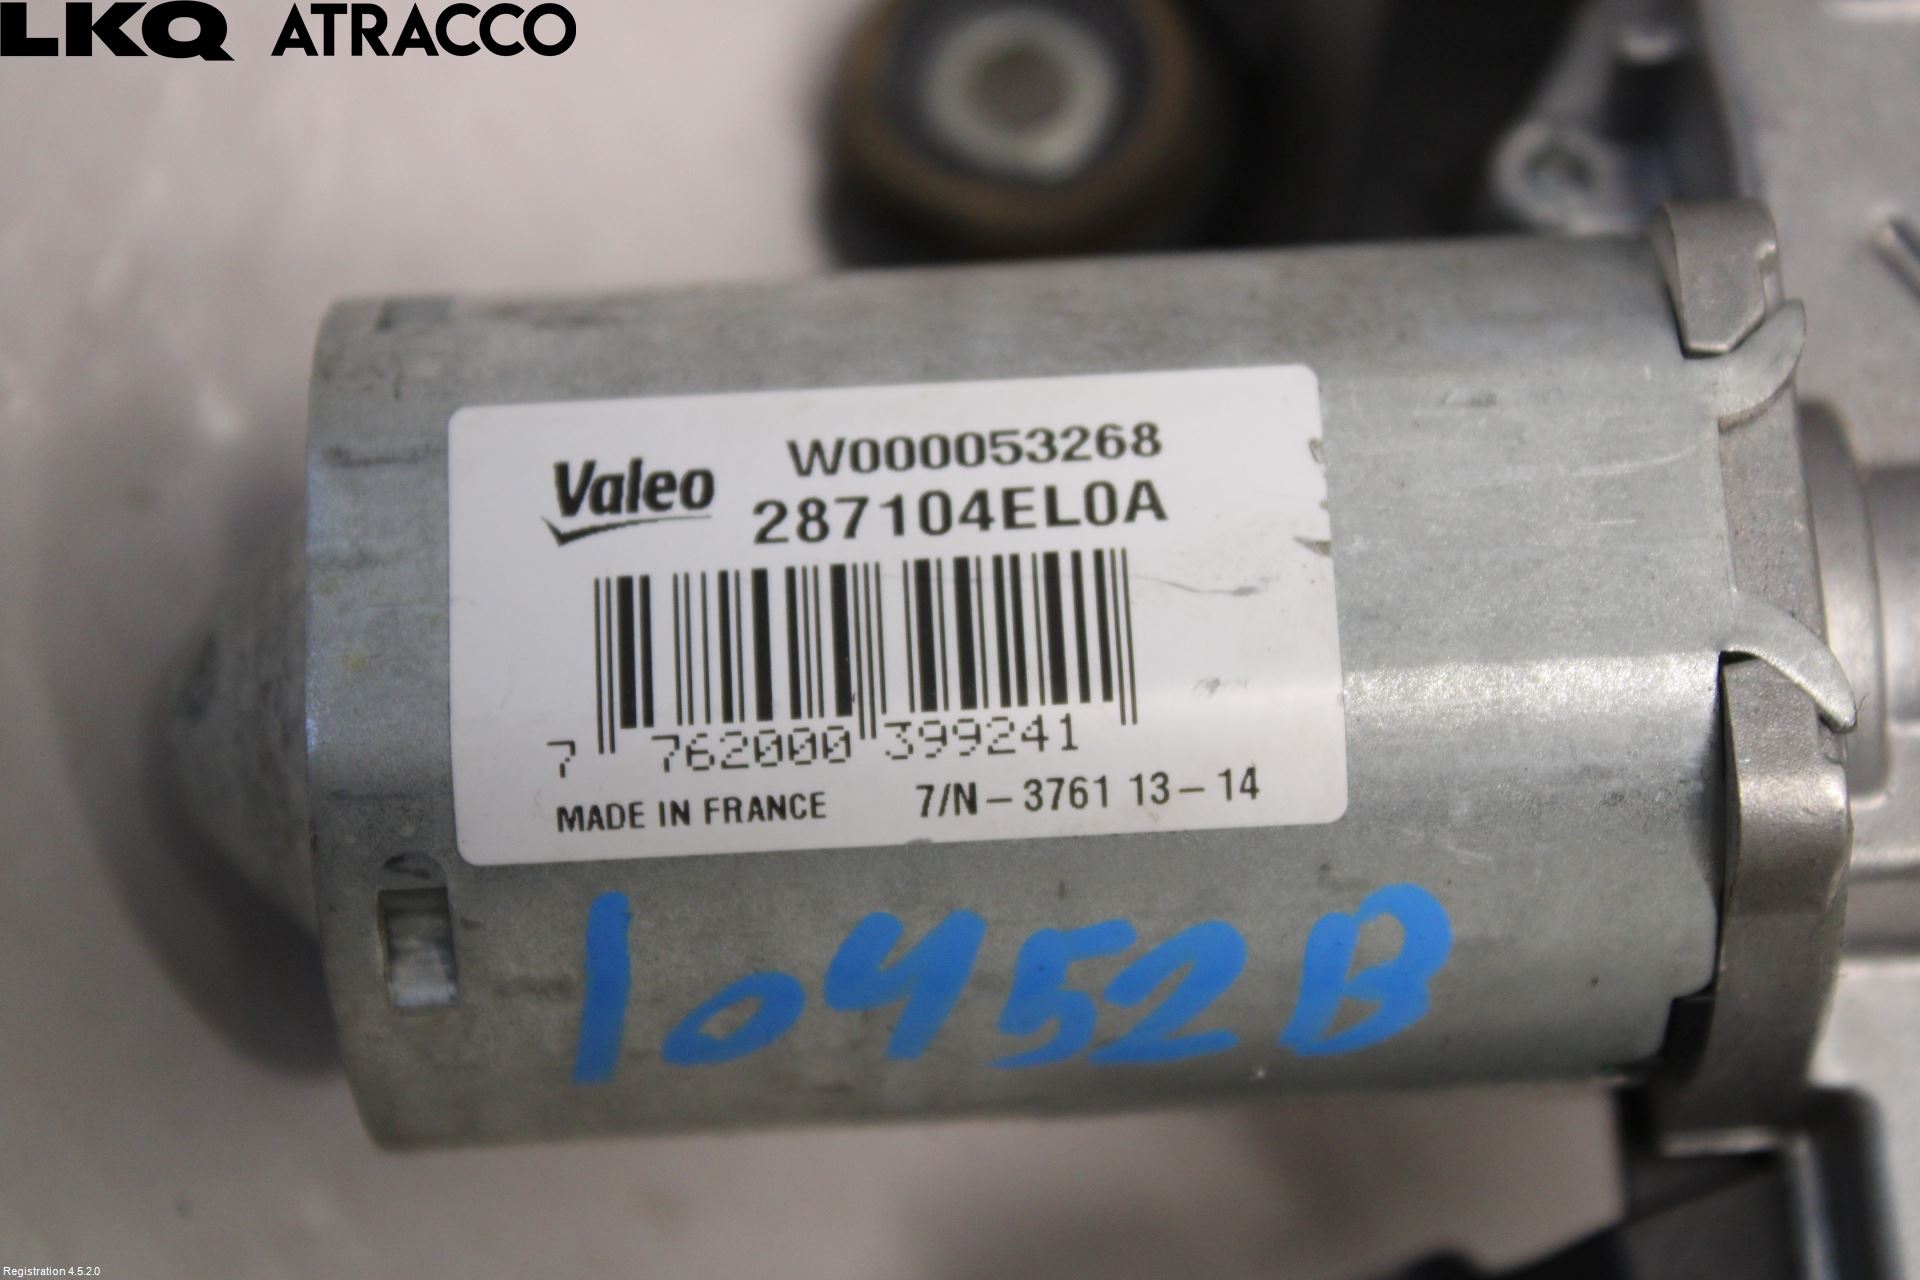 LKQ ATRACCO
Valeo W000053268
287104EL0A
7 762000 399241
MADE IN FRANCE 7/N-3761 13-14
10452B
Registration 4.5.2.0